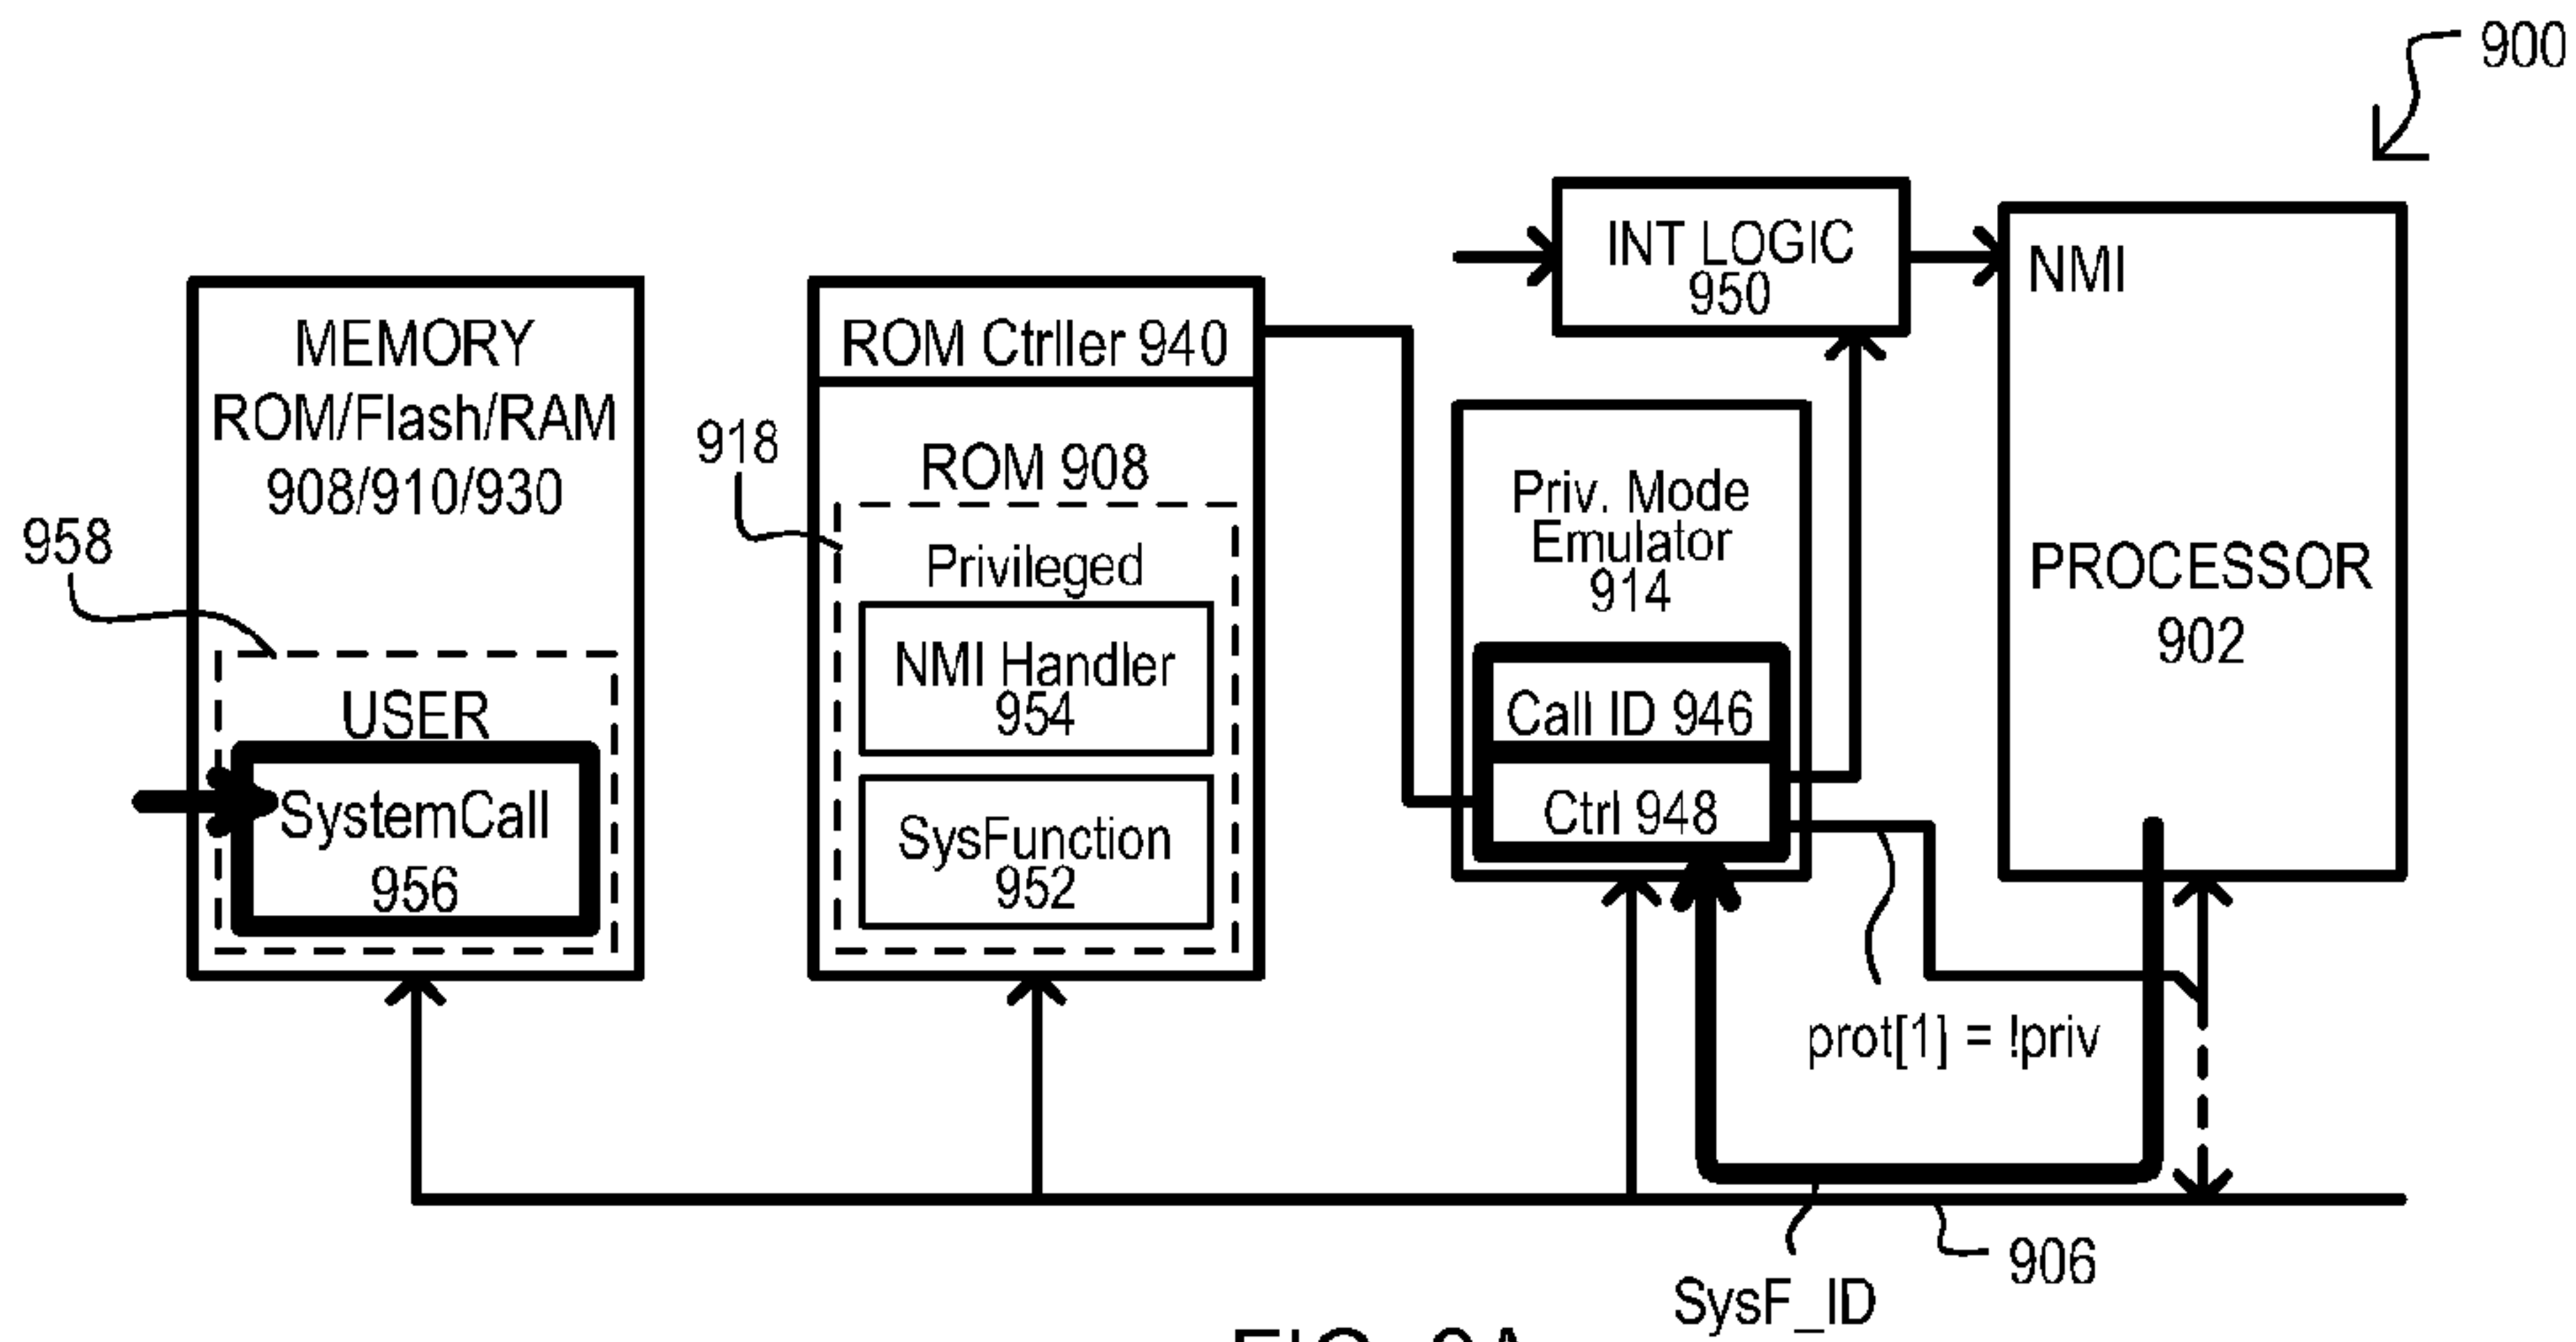 900
INT LOGIC
950
NMI
PROCESSOR
902
MEMORY
ROM/Flash/RAM
908/910/930
958
USER
SystemCall
956
ROM Ctrller 940
918
ROM 908
Privileged
NMI Handler
954
SysFunction
952
Priv. Mode
Emulator
914
Call ID 946
Ctrl 948
prot[1] = !priv
906
SysF_ID